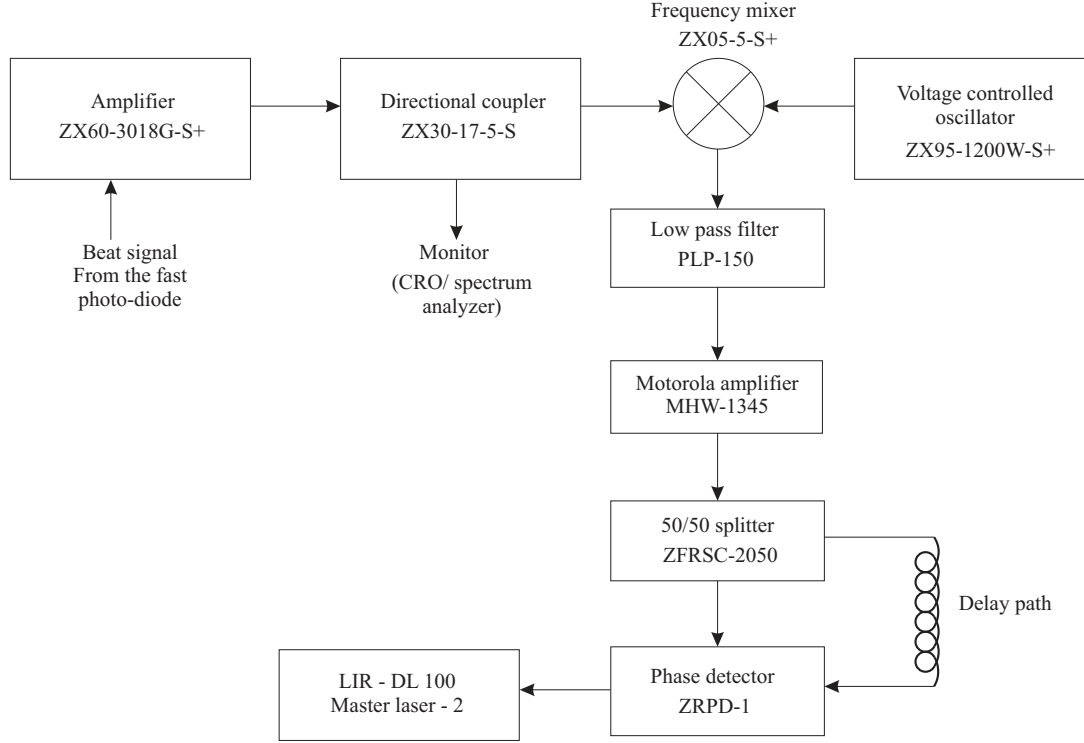 Frequency mixer
ZX05-5-S+
Amplifier
ZX60-3018G-S+
Directional coupler
ZX30-17-5-S
Voltage controlled
oscillator
ZX95-1200W-S+
Beat signal
From the fast
photo-diode
Monitor
(CRO/ spectrum
analyzer)
Low pass filter
PLP-150
Motorola amplifier
MHW-1345
50/50 splitter
ZFRSC-2050
Delay path
Phase detector
ZRPD-1
LIR - DL 100
Master laser - 2